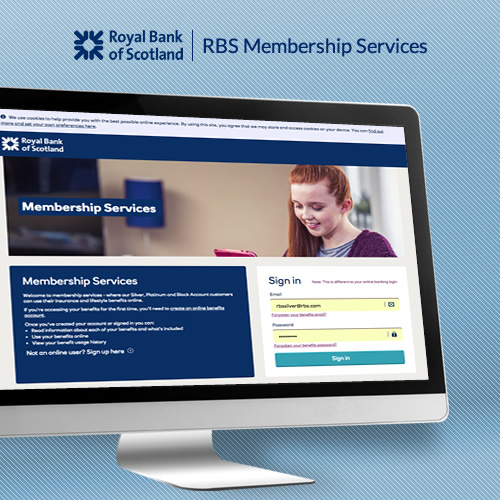 Royal Bank
of Scotland
RBS Membership Services
We use cookies to help provide you with the best possible online experience. By using this site, you agree that we may store and access cookies on your device. You can find out
more and set your own preferences here.
Royal Bank
of Scotland
Membership Services
Membership Services
Welcome to membership services - where our Silver, Platinum and Black Account customers
can use their insurance and lifestyle benefits online.
If you're accessing your benefits for the first time, you'll need to create an online benefits
account.
Once you've created your account or signed in you can:
• Read information about each of your benefits and what's included
• Use your benefits online
• View your benefit usage history
Not an online user? Sign up here
Sign in
Note: This is different to your online banking login
Email
rbssilver@rbs.com
Forgotten your benefits email?
Password
Forgotten your benefits password?
Sign in